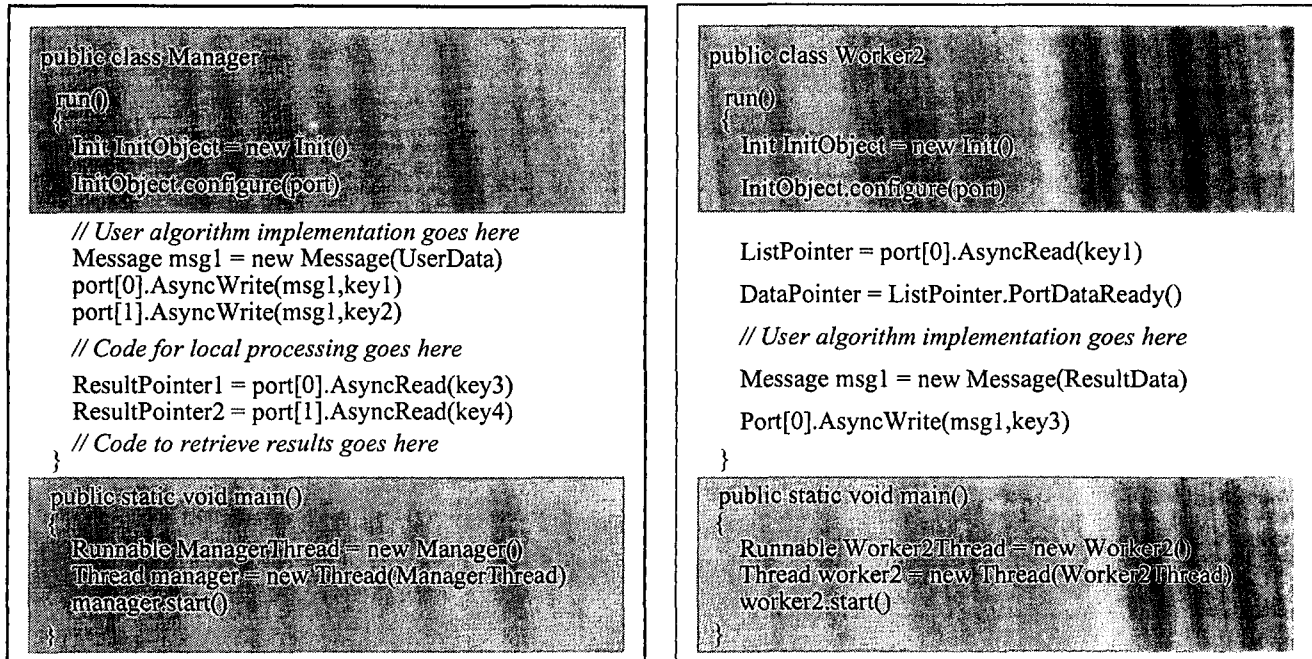 public class Manager
run()
{
Init InitObject = new Init()
InitObject.configure(port)
// User algorithm implementation goes here
Message msg1 = new Message(UserData)
port[0].AsyncWrite(msg1,key1)
port[1].AsyncWrite(msg1,key2)
// Code for local processing goes here
ResultPointer1 = port[0].AsyncRead(key3)
ResultPointer2 = port[1].AsyncRead(key4)
// Code to retrieve results goes here
}
public static void main()
{
Runnable ManagerThread = new Manager()
Thread manager = new Thread(ManagerThread)
manager.start()
}
public class Worker2
run()
{
Init InitObject = new Init()
InitObject.configure(port)
ListPointer = port[0].AsyncRead(key1)
DataPointer = ListPointer.PortDataReady()
// User algorithm implementation goes here
Message msg1 = new Message(ResultData)
Port[0].AsyncWrite(msg1,key3)
}
public static void main()
{
Runnable Worker2Thread = new Worker2()
Thread worker2 = new Thread(Worker2Thread)
worker2.start()
}